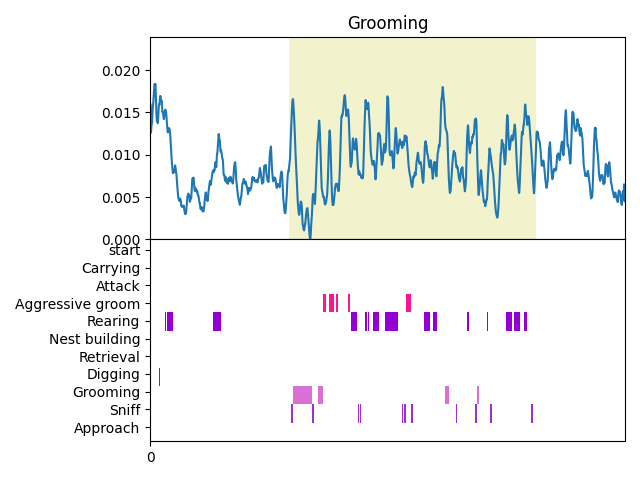 Grooming
0.020
0.015
0.010
0.005
0.000
start
Carrying
Attack
Aggressive groom
Rearing
Nest building
Retrieval
Digging
Grooming
Sniff
Approach
0